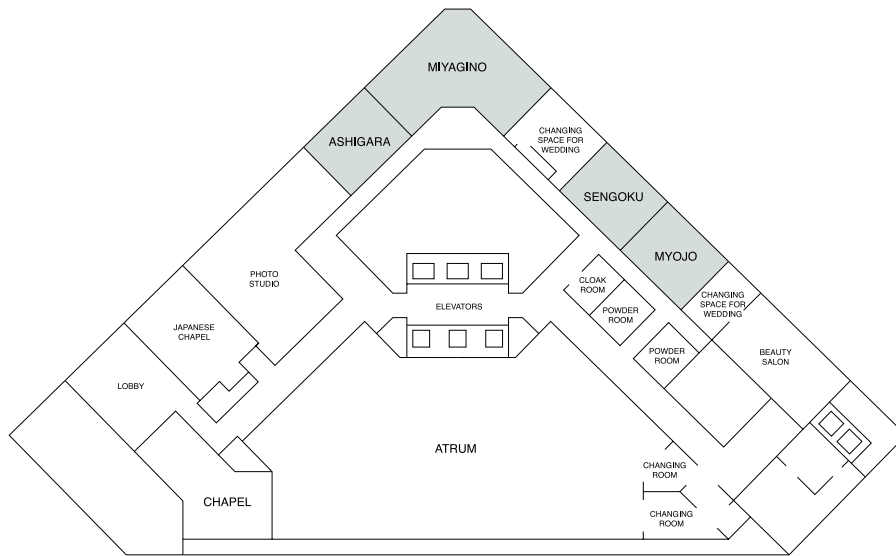 MIYAGINO
ASHIGARA
CHANGING
SPACE FOR
WEDDING
SENGOKU
MYOJO
PHOTO
STUDIO
CLOAK
ROOM
POWDER
ROOM
CHANGING
SPACE FOR
WEDDING
ELEVATORS
JAPANESE
CHAPEL
POWDER
ROOM
BEAUTY
SALON
LOBBY
ATRUM
CHANGING
ROOM
CHAPEL
CHANGING
ROOM